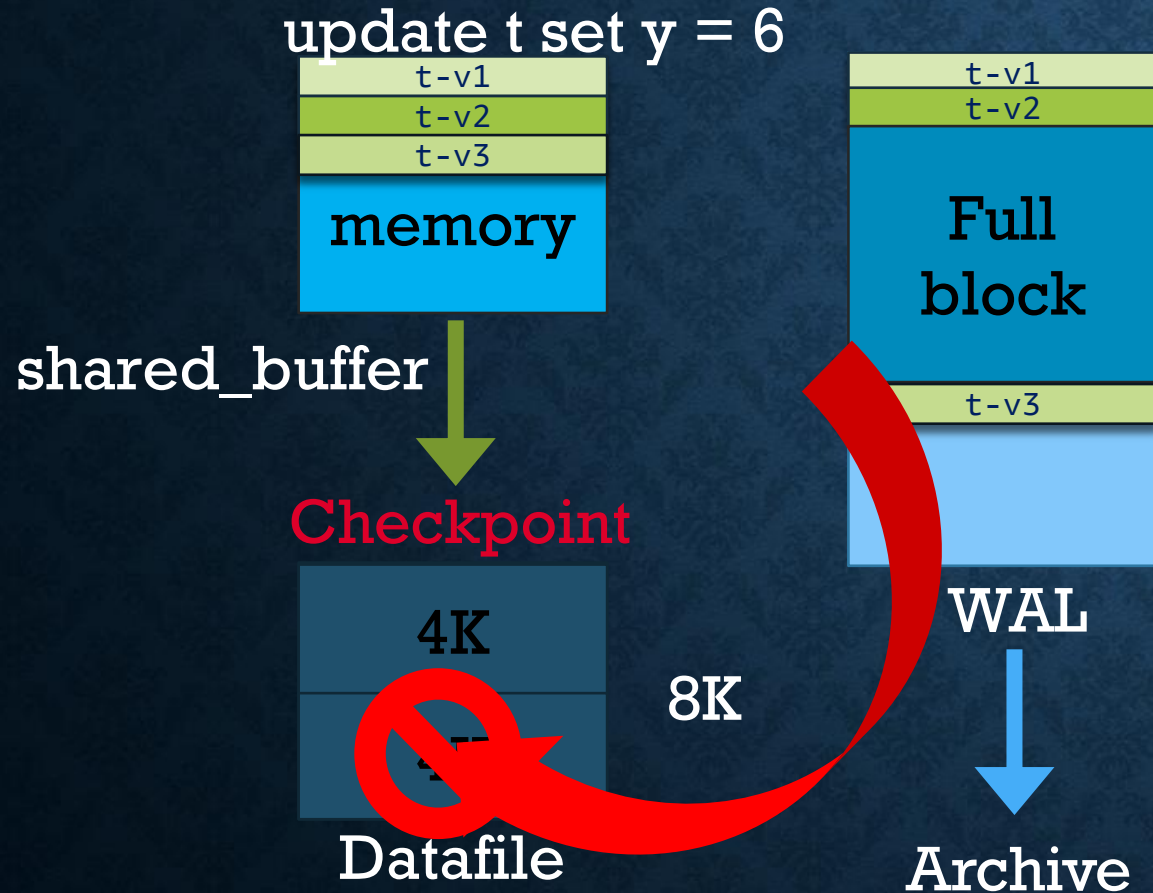 update t set y = 6
t-v1
t-v2
t-v3
memory
shared_buffer
Checkpoint
4K
8K
Datafile
t-v1
t-v2
Full
block
t-v3
WAL
Archive